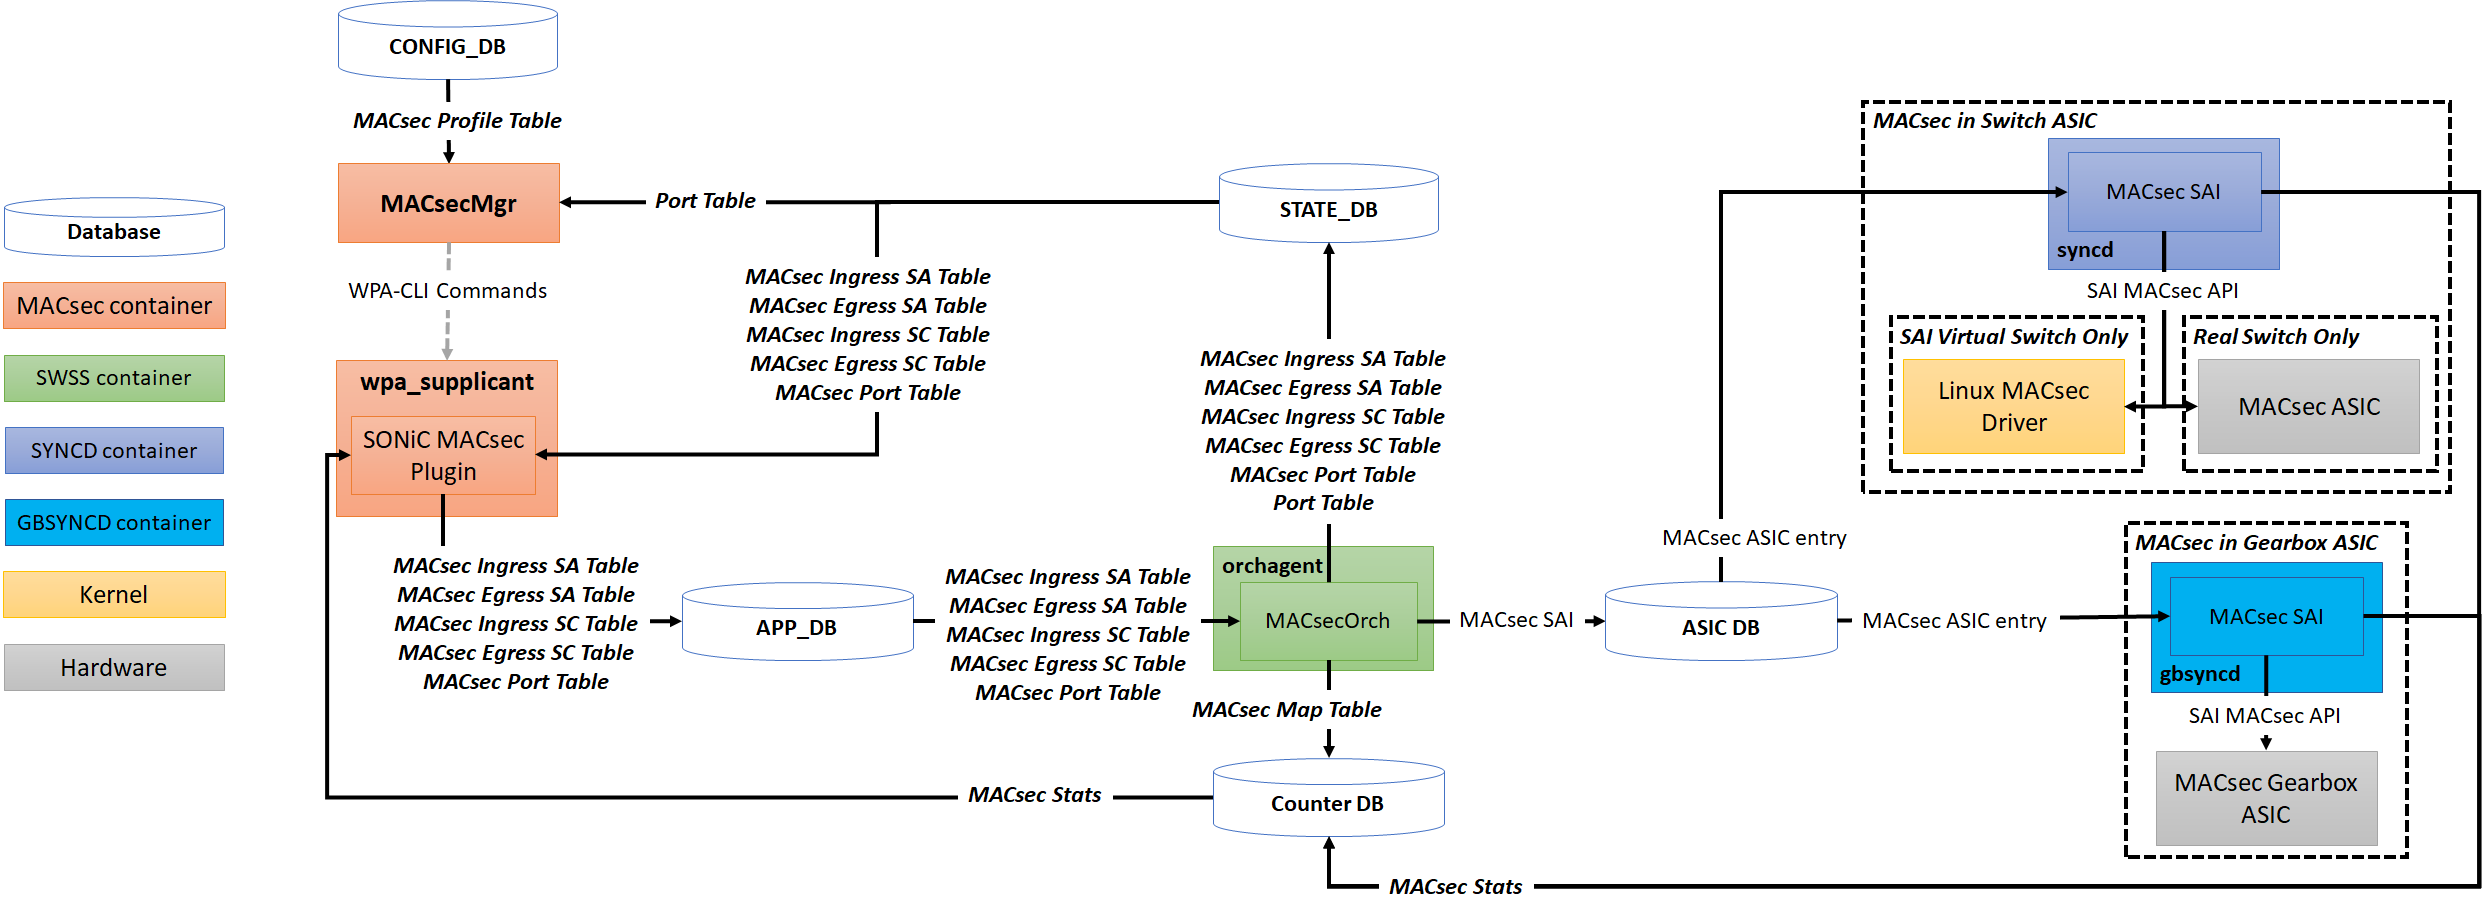 CONFIG_DB
MACsec Profile Table
MACsecMgr
WPA-CLI Commands
wpa_supplicant
SONiC MACsec
Plugin
Database
MACsec container
SWSS container
SYNCD container
GBSYNCD container
Kernel
Hardware
Port Table
MACsec Ingress SA Table
MACsec Egress SA Table
MACsec Ingress SC Table
MACsec Egress SC Table
MACsec Port Table
STATE_DB
MACsec Ingress SA Table
MACsec Egress SA Table
MACsec Ingress SC Table
MACsec Egress SC Table
MACsec Port Table
Port Table
MACsec Ingress SA Table
MACsec Egress SA Table
MACsec Ingress SC Table
MACsec Egress SC Table
MACsec Port Table
APP_DB
MACsec Ingress SA Table
MACsec Egress SA Table
MACsec Ingress SC Table
MACsec Egress SC Table
MACsec Port Table
orchagent
MACsecOrch
MACsec Map Table
Counter DB
MACsec Stats
MACsec Stats
MACsec SAI
ASIC DB
MACsec ASIC entry
MACsec ASIC entry
MACsec in Switch ASIC
MACsec SAI
syncd
SAI MACsec API
SAI Virtual Switch Only
Linux MACsec
Driver
Real Switch Only
MACsec ASIC
MACsec in Gearbox ASIC
MACsec SAI
gbsyncd
SAI MACsec API
MACsec Gearbox
ASIC